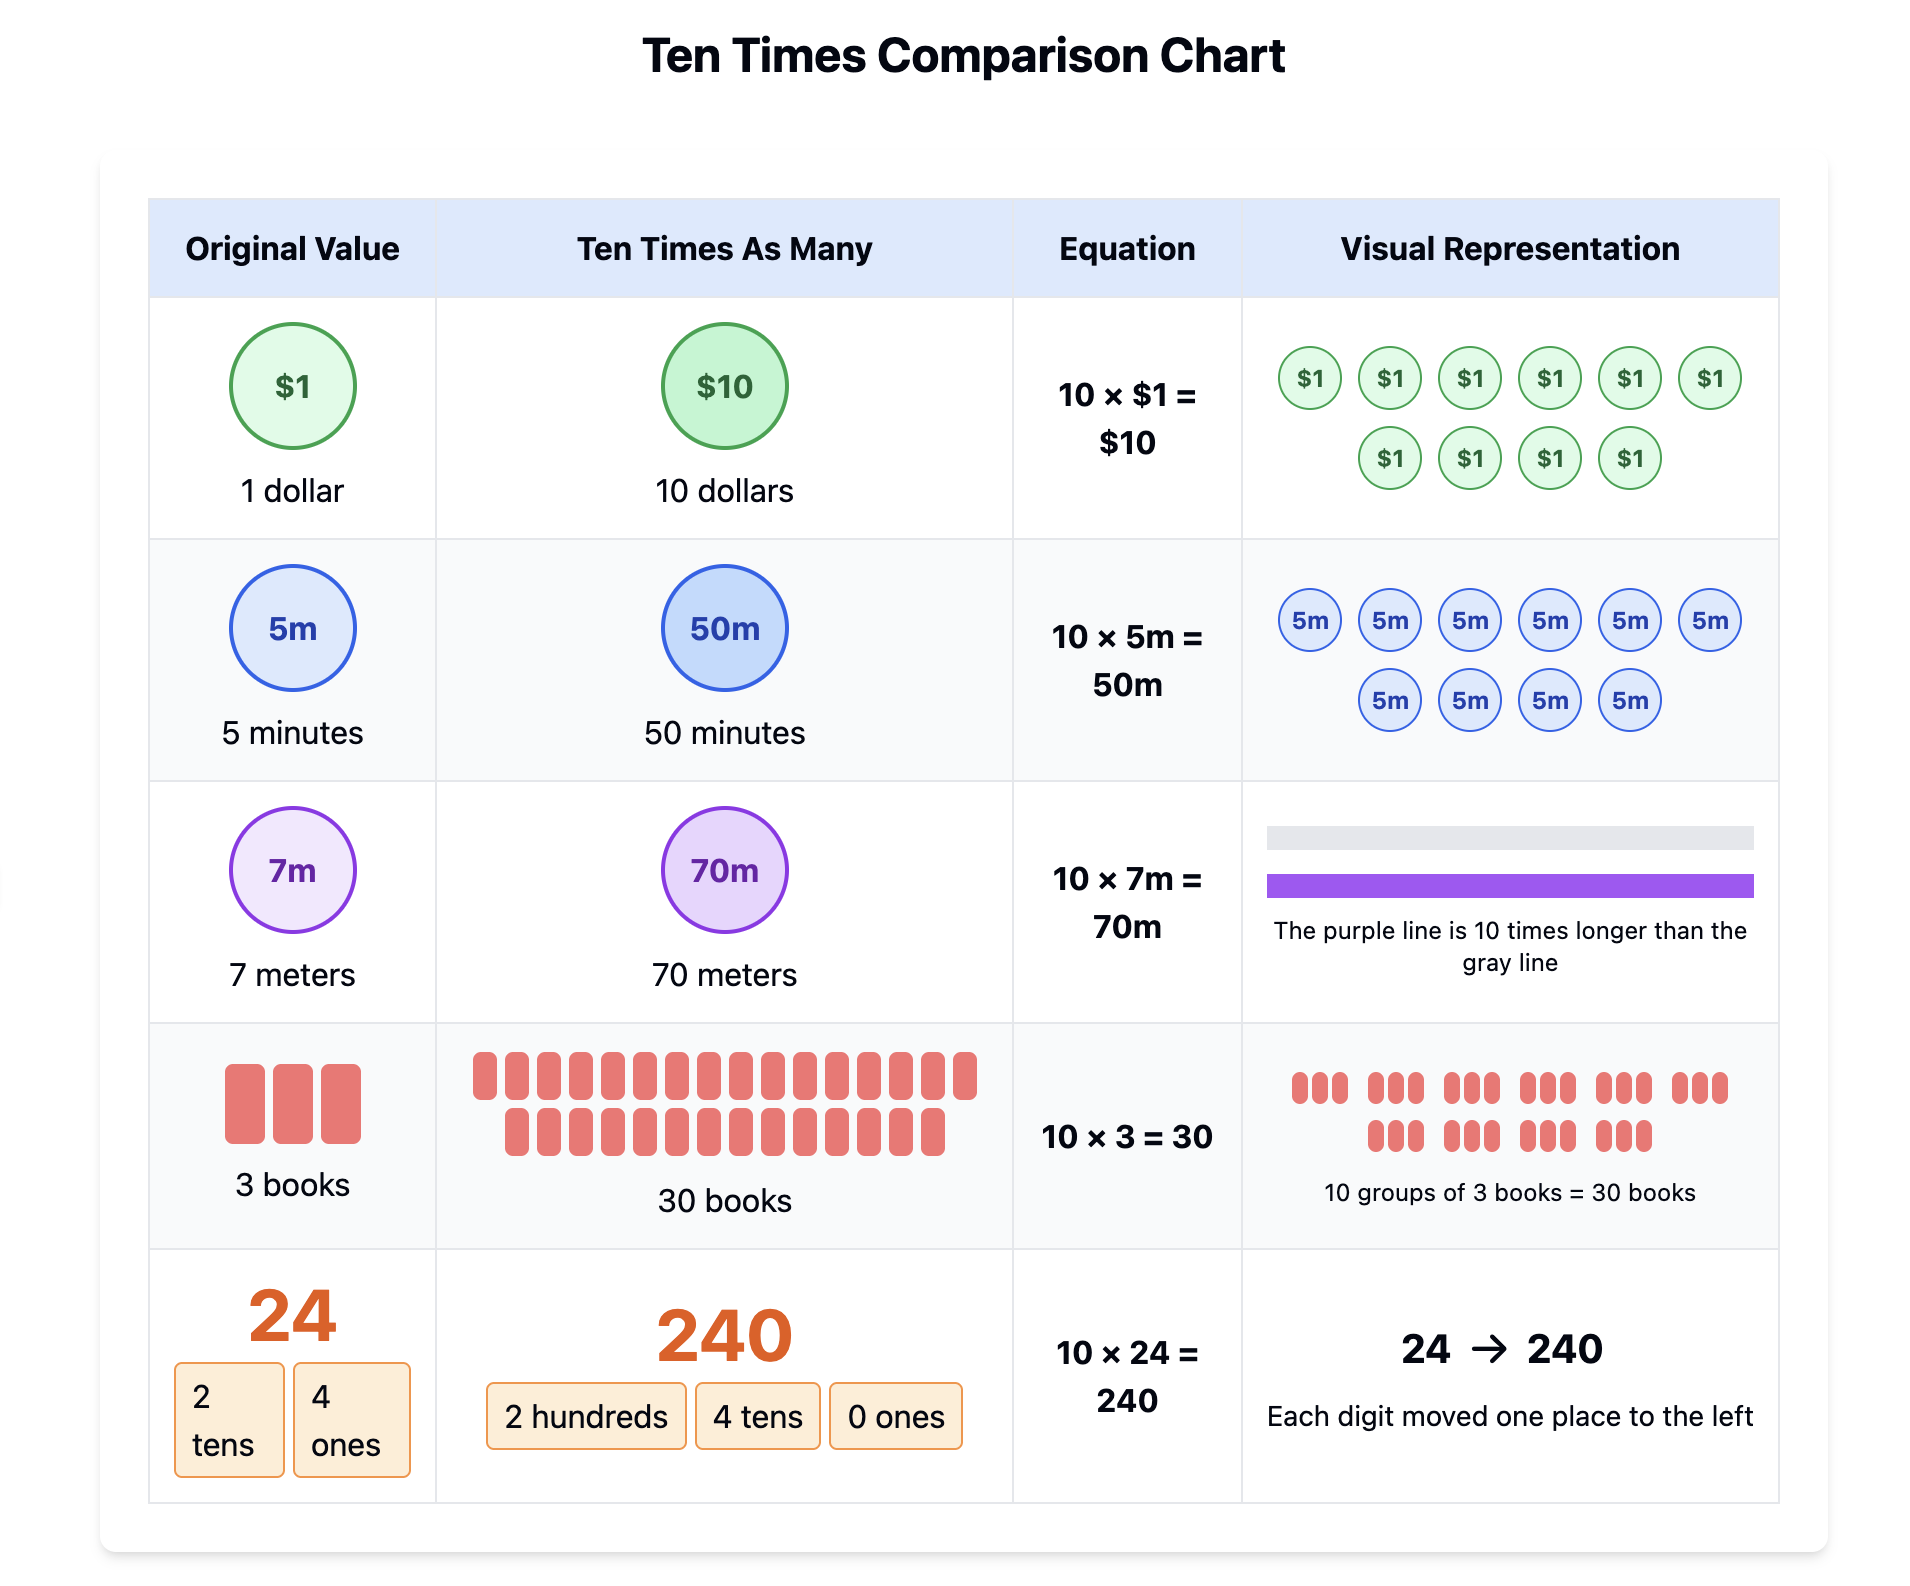 Ten Times Comparison Chart
Original Value
Ten Times As Many
Equation
Visual Representation
$1
1 dollar
$10
10 dollars
10 × $1 =
$10
$1 $1 $1 $1 $1 $1
$1 $1 $1 $1
5m
5 minutes
50m
50 minutes
10 × 5m =
50m
5m 5m 5m 5m 5m 5m
5m 5m 5m 5m
7m
7 meters
70m
70 meters
10 × 7m =
70m
The purple line is 10 times longer than the
gray line
3 books
30 books
10 × 3 = 30
10 groups of 3 books = 30 books
24
2
tens
4
ones
240
2 hundreds
4 tens
0 ones
10 × 24 =
240
24 → 240
Each digit moved one place to the left